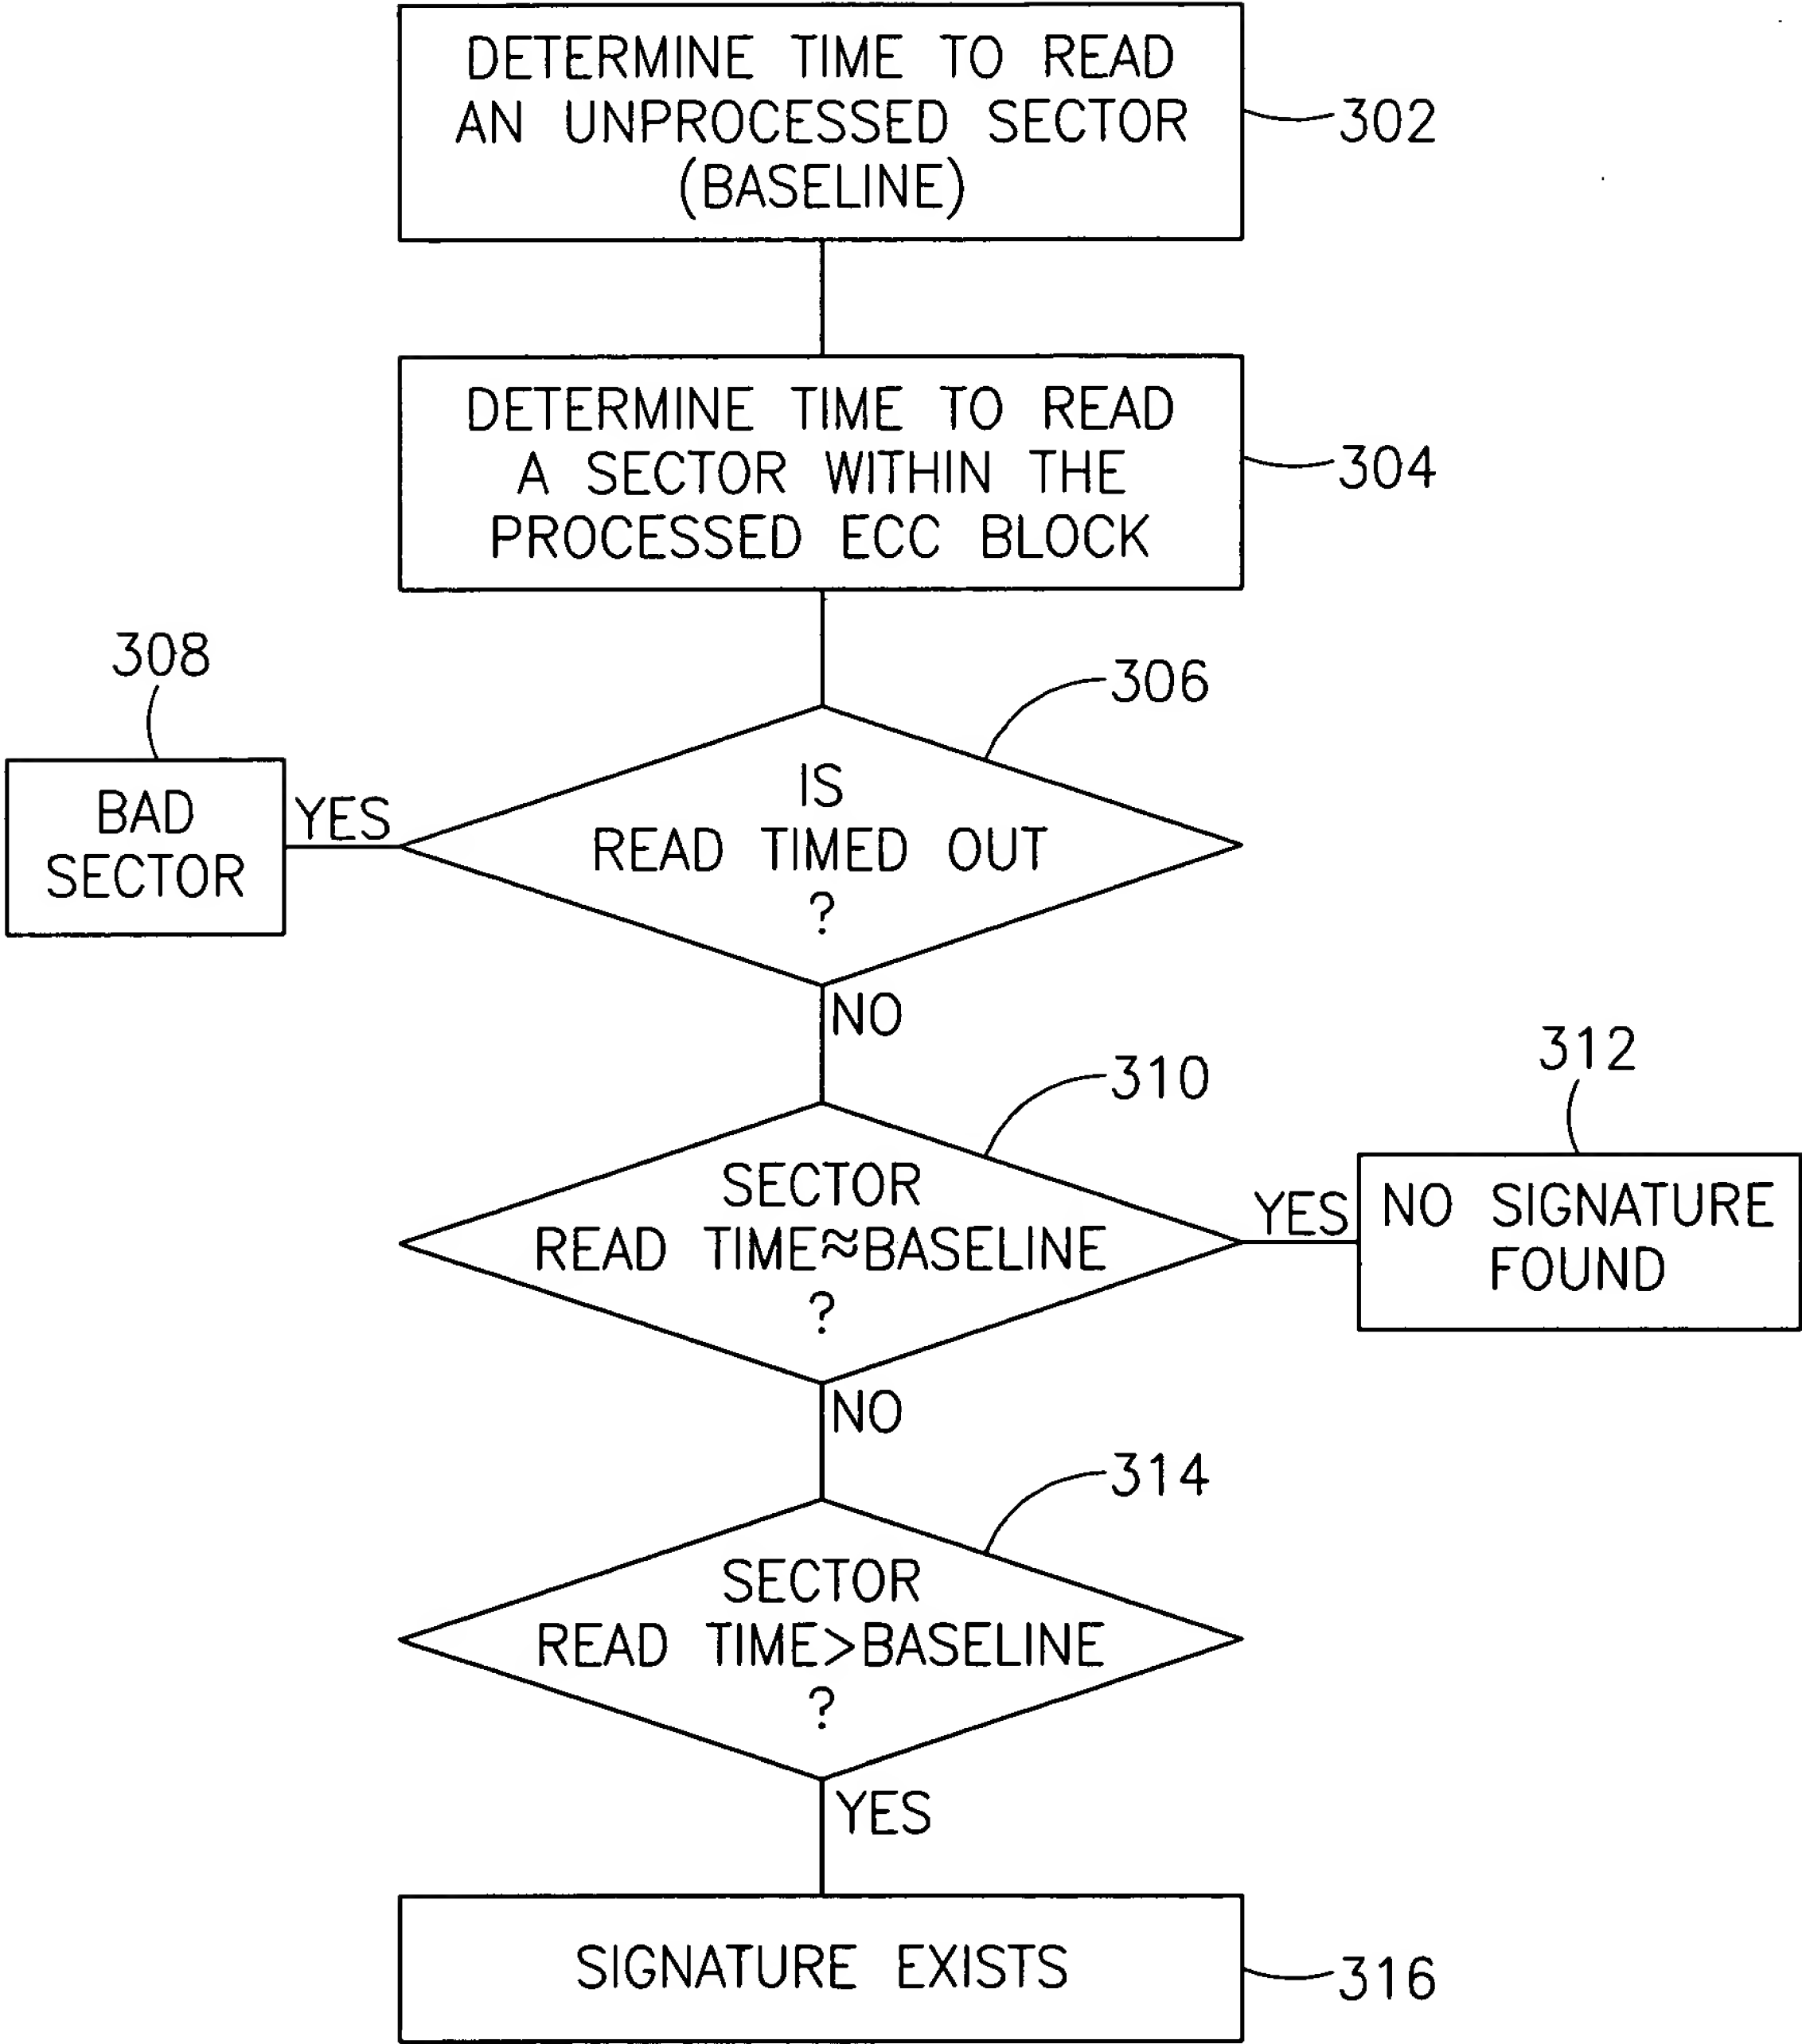 DETERMINE TIME TO READ
AN UNPROCESSED SECTOR
(BASELINE)
302
DETERMINE TIME TO READ
A SECTOR WITHIN THE
PROCESSED ECC BLOCK
304
308
306
BAD
SECTOR
YES
IS
READ TIMED OUT
?
NO
310
312
SECTOR
READ TIME≈BASELINE
?
YES
NO SIGNATURE
FOUND
NO
314
SECTOR
READ TIME>BASELINE
?
YES
SIGNATURE EXISTS
316